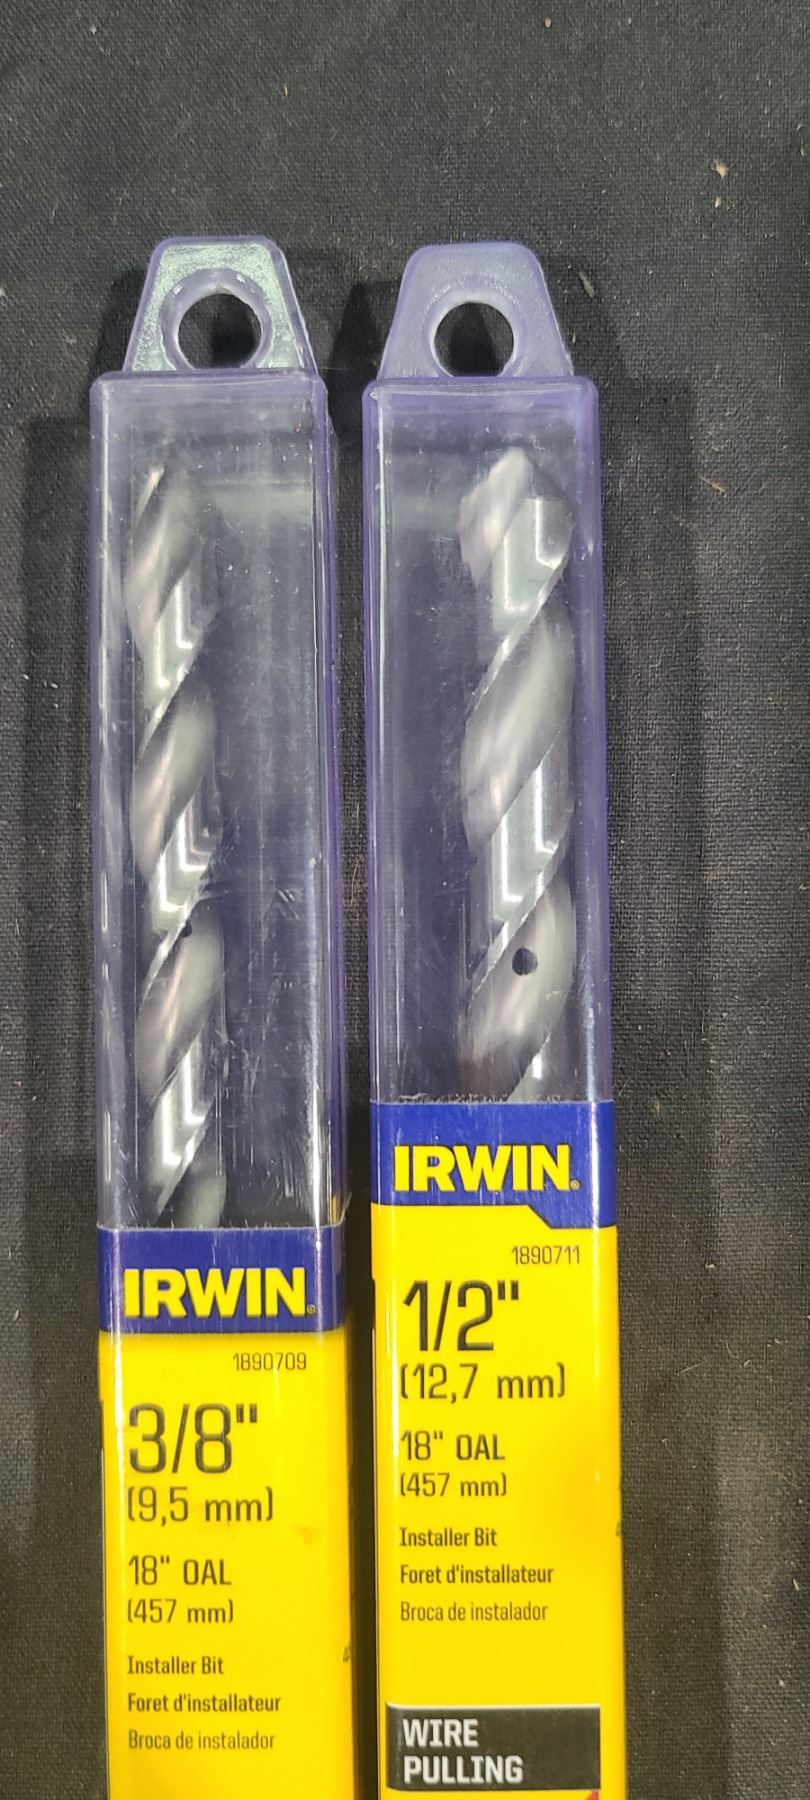 IRWIN®
1890709
3/8"
(9,5 mm)
18" OAL
(457 mm)
Installer Bit
Foret d'installateur
Broca de instalador
IRWIN®
1890711
1/2"
(12,7 mm)
18" OAL
(457 mm)
Installer Bit
Foret d'installateur
Broca de instalador
WIRE
PULLING